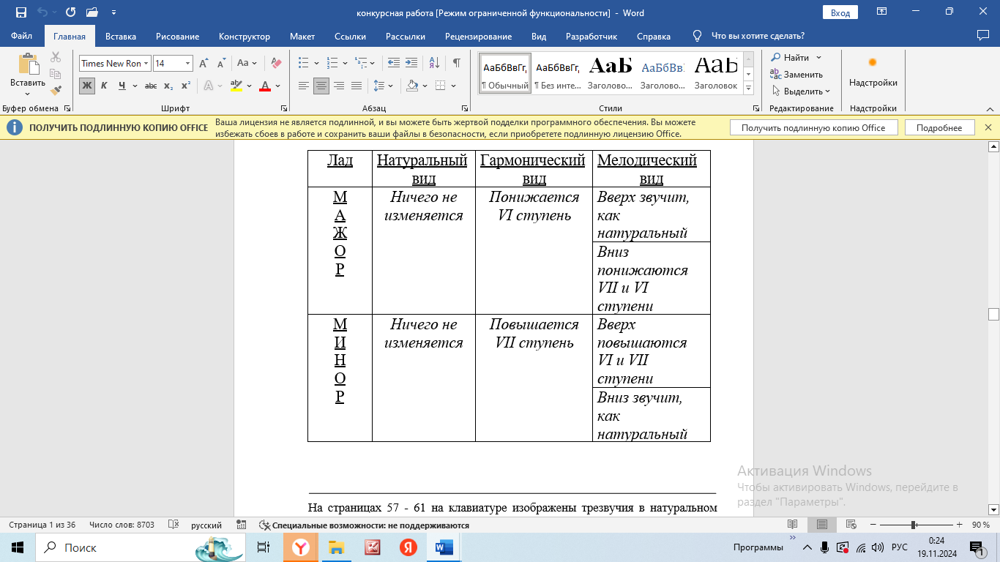 конкурсная работа [Режим ограниченной функциональности] - Word
Вход
Файл Главная Вставка Рисование Конструктор Макет Ссылки Рассылки Рецензирование Вид Разработчик Справка Что вы хотите сделать?
Вставить
Буфер обмена
Times New Ron 14
Шрифт
Абзац
АаБбВвГг, АаБбВвГг, АаБ АаБбВв АаБ
¶ Обычный ¶ Без инте... Заголово... Заголово... Заголовок
Стили
Найти
Заменить
Выделить
Редактирование
Надстройки
Надстройки
ПОЛУЧИТЬ ПОДЛИННУЮ КОПИЮ OFFICE
Ваша лицензия не является подлинной, и вы можете быть жертвой подделки программного обеспечения. Вы можете
избежать сбоев в работе и сохранить ваши файлы в безопасности, если приобретете подлинную лицензию Office.
Получить подлинную копию Office
Подробнее
Лад
Натуральный
вид
Гармонический
вид
Мелодический
вид
М
А
Ж
О
Р
Ничего не
изменяется
Понижается
VI ступень
Вверх звучит,
как
натуральный
Вниз
понижаются
VII и VI
ступени
М
И
Н
О
Р
Ничего не
изменяется
Повышается
VII ступень
Вверх
повышаются
VI и VII
ступени
Вниз звучит,
как
натуральный
На страницах 57 - 61 на клавиатуре изображены трезвучия в натуральном
Активация Windows
Чтобы активировать Windows, перейдите в
раздел "Параметры".
Страница 1 из 36 Число слов: 8703 русский Специальные возможности: не поддерживаются 90 %
Поиск
Программы
РУС
0:24
19.11.2024